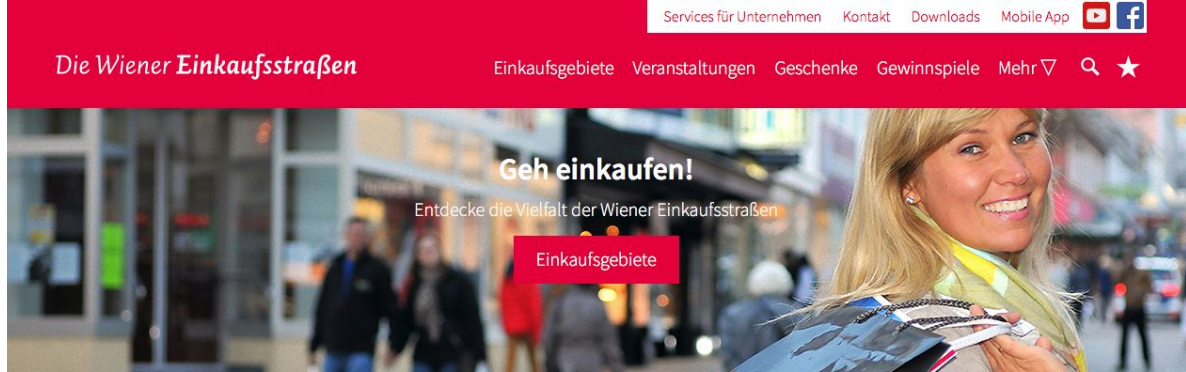 Services für Unternehmen Kontakt Downloads Mobile App
Die Wiener Einkaufsstraßen
Einkaufsgebiete Veranstaltungen Geschenke Gewinnspiele Mehr
Geh einkaufen!
Entdecke die Vielfalt der Wiener Einkaufsstraßen
Einkaufsgebiete